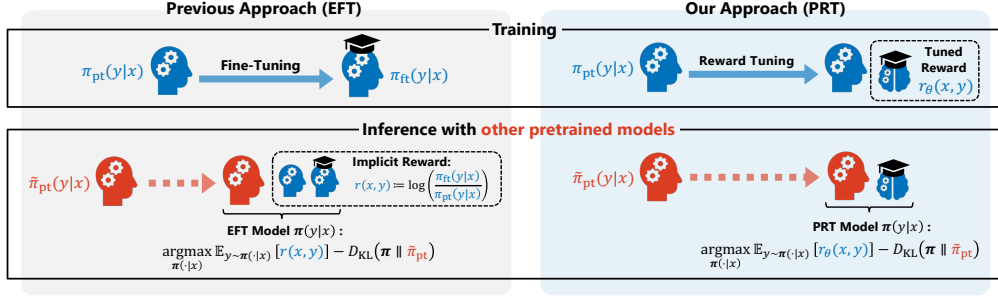 Previous Approach (EFT)
Our Approach (PRT)
Training
π_pt(y|x)
Fine-Tuning
π_ft(y|x)
π_pt(y|x)
Reward Tuning
Tuned
Reward
r_θ(x, y)
Inference with other pretrained models
π̃_pt(y|x)
Implicit Reward:
r(x, y) ≔ log(π_ft(y|x) / π_pt(y|x))
EFT Model π(y|x) :
argmax_{π(·|x)} 𝔼_{y~π(·|x)} [r(x, y)] − D_KL(π ∥ π̃_pt)
π̃_pt(y|x)
PRT Model π(y|x) :
argmax_{π(·|x)} 𝔼_{y~π(·|x)} [r_θ(x, y)] − D_KL(π ∥ π̃_pt)